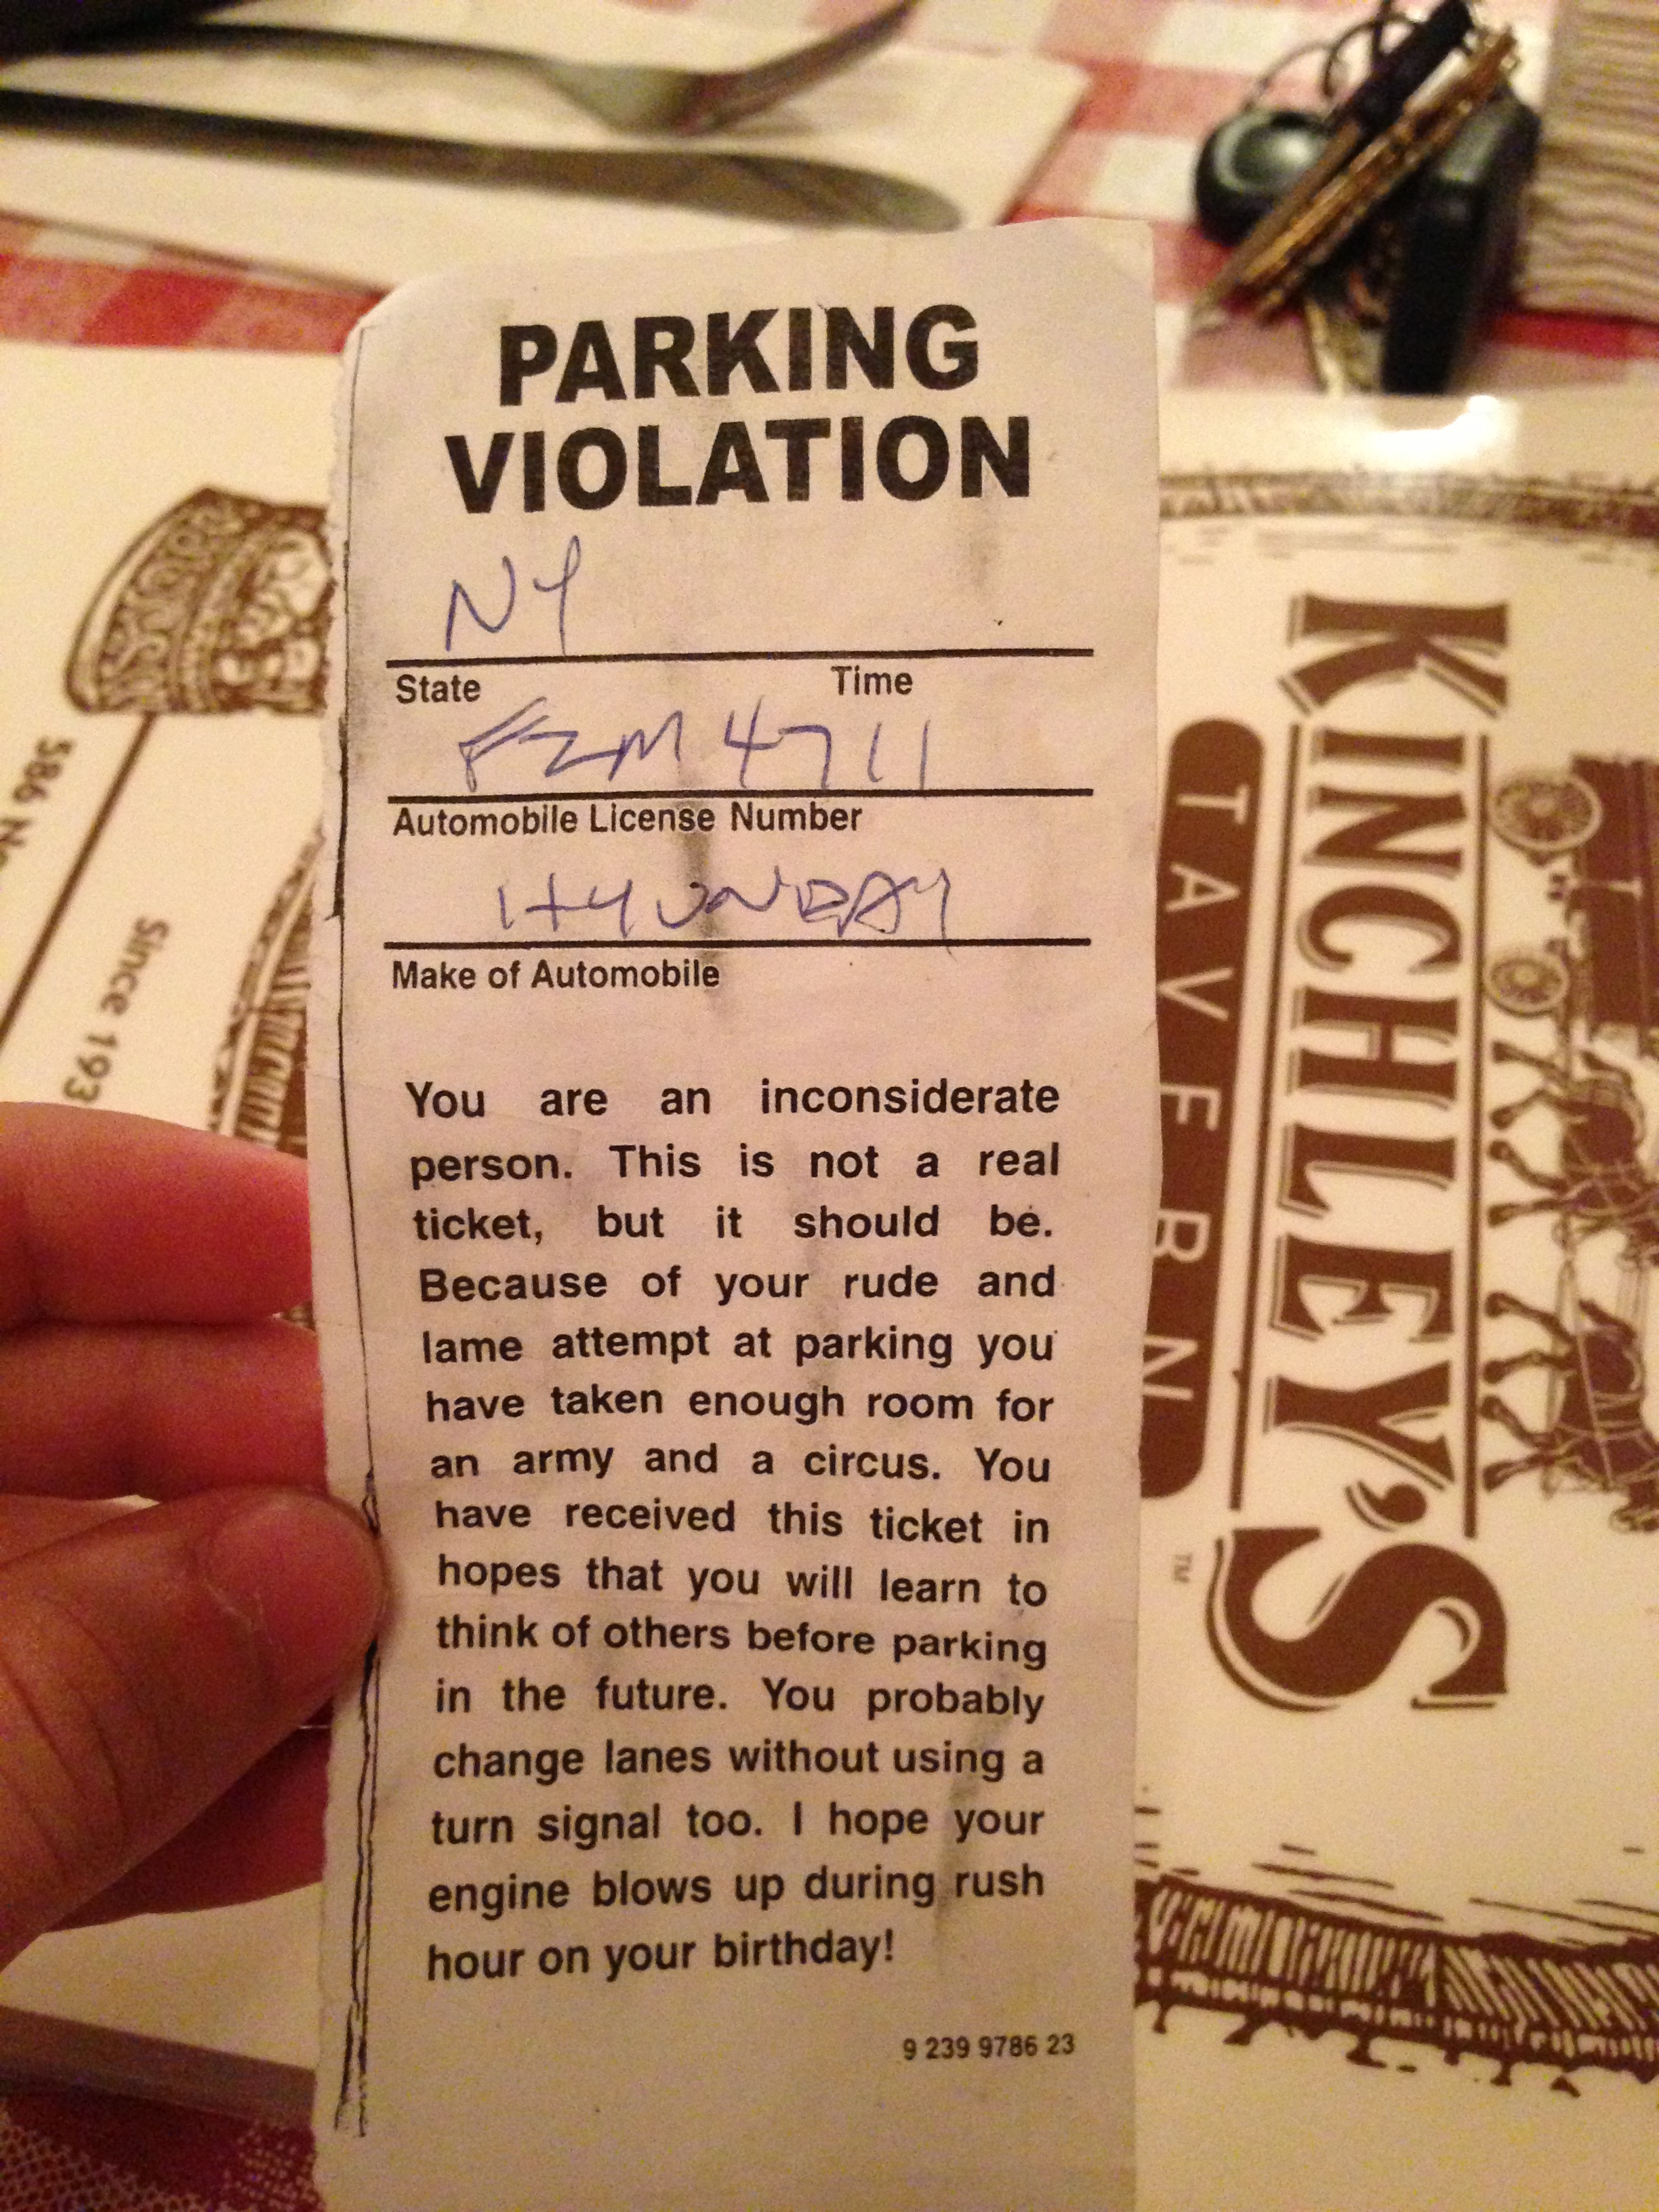 PARKING
VIOLATION
NY
State Time
FZM 4711
Automobile License Number
HYUNDAY
Make of Automobile
You are an inconsiderate
person. This is not a real
ticket, but it should be.
Because of your rude and
lame attempt at parking you
have taken enough room for
an army and a circus. You
have received this ticket in
hopes that you will learn to
think of others before parking
in the future. You probably
change lanes without using a
turn signal too. I hope your
engine blows up during rush
hour on your birthday!
9 239 9786 23
KINCHLEY'S
TM
TAVERN
586 N
Since 193